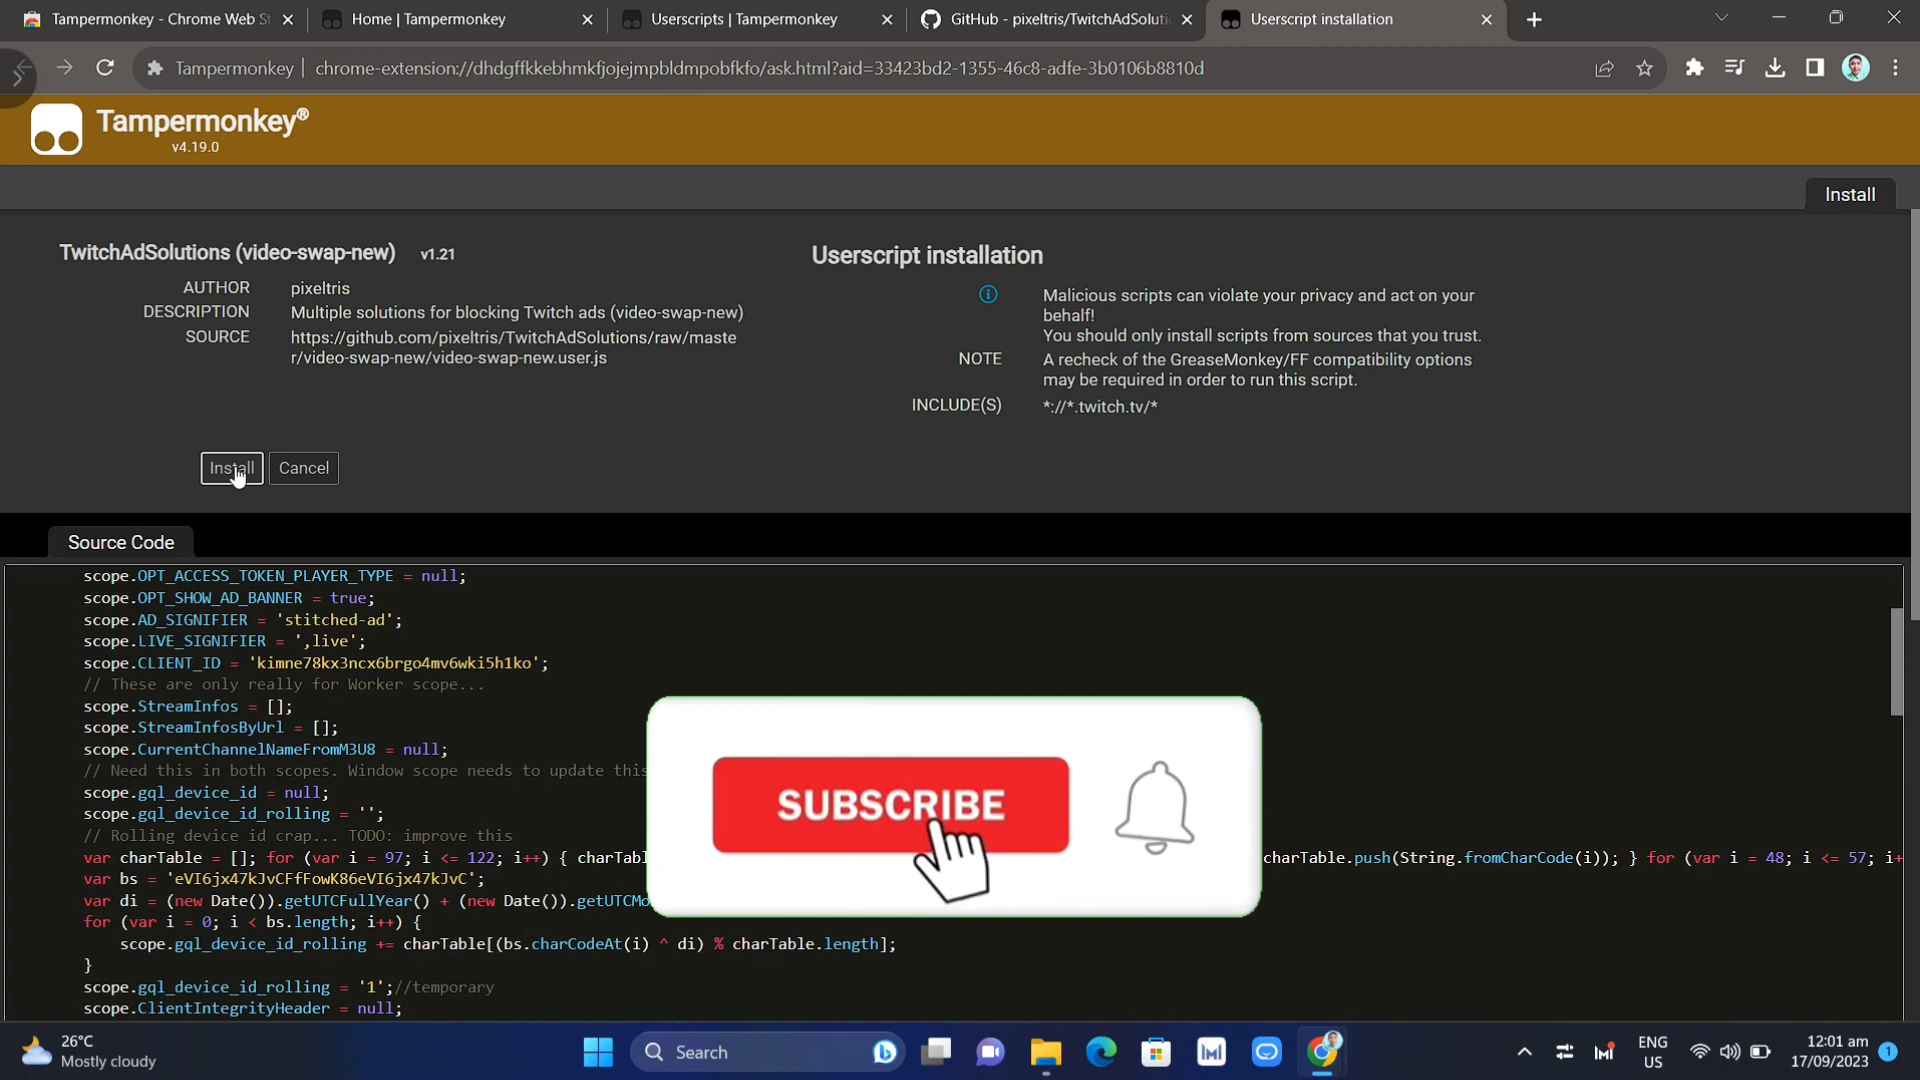 Tampermonkey - Chrome Web St
Home | Tampermonkey
Userscripts | Tampermonkey
GitHub - pixeltris/TwitchAdSoluti
Userscript installation
Tampermonkey | chrome-extension://dhdgffkkebhmkfjojejmpbldmpobfkfo/ask.html?aid=33423bd2-1355-46c8-adfe-3b0106b8810d
Tampermonkey®
v4.19.0
Install
TwitchAdSolutions (video-swap-new) v1.21
AUTHOR pixeltris
DESCRIPTION Multiple solutions for blocking Twitch ads (video-swap-new)
SOURCE https://github.com/pixeltris/TwitchAdSolutions/raw/maste
r/video-swap-new/video-swap-new.user.js
Userscript installation
Malicious scripts can violate your privacy and act on your
behalf!
You should only install scripts from sources that you trust.
NOTE A recheck of the GreaseMonkey/FF compatibility options
may be required in order to run this script.
INCLUDE(S) *://*.twitch.tv/*
Install Cancel
Source Code
scope.OPT_ACCESS_TOKEN_PLAYER_TYPE = null;
scope.OPT_SHOW_AD_BANNER = true;
scope.AD_SIGNIFIER = 'stitched-ad';
scope.LIVE_SIGNIFIER = ',live';
scope.CLIENT_ID = 'kimne78kx3ncx6brgo4mv6wki5h1ko';
// These are only really for Worker scope...
scope.StreamInfos = [];
scope.StreamInfosByUrl = [];
scope.CurrentChannelNameFromM3U8 = null;
// Need this in both scopes. Window scope needs to update this
scope.gql_device_id = null;
scope.gql_device_id_rolling = '';
// Rolling device id crap... TODO: improve this
var charTable = []; for (var i = 97; i <= 122; i++) { charTabl charTable.push(String.fromCharCode(i)); } for (var i = 48; i <= 57; i+
var bs = 'eVI6jx47kJvCFfFowK86eVI6jx47kJvC';
var di = (new Date()).getUTCFullYear() + (new Date()).getUTCMo
for (var i = 0; i < bs.length; i++) {
scope.gql_device_id_rolling += charTable[(bs.charCodeAt(i) ^ di) % charTable.length];
}
scope.gql_device_id_rolling = '1';//temporary
scope.ClientIntegrityHeader = null;
SUBSCRIBE
26°C
Mostly cloudy
Search
ENG
US
12:01 am
17/09/2023
1